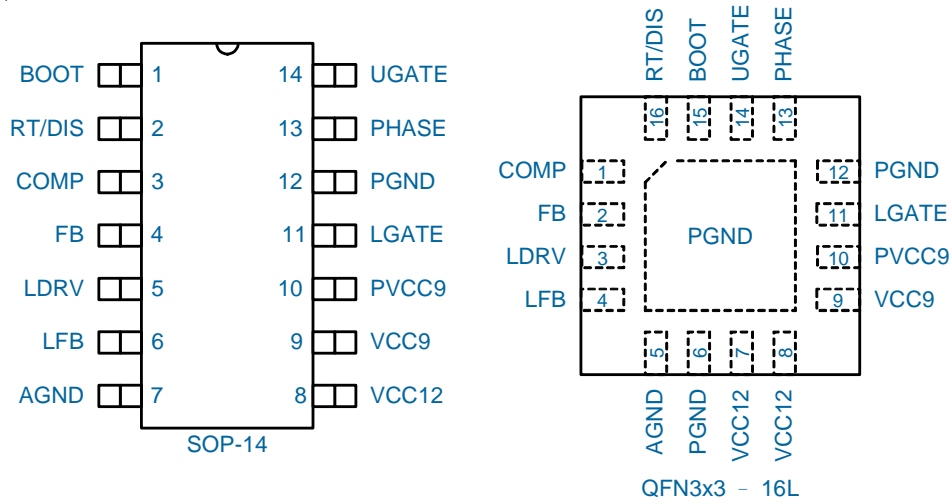 BOOT 1 14 UGATE
RT/DIS 2 13 PHASE
COMP 3 12 PGND
FB 4 11 LGATE
LDRV 5 10 PVCC9
LFB 6 9 VCC9
AGND 7 8 VCC12
SOP-14
RT/DIS BOOT UGATE PHASE
16 15 14 13
COMP 1 12 PGND
FB 2 11 LGATE
PGND
LDRV 3 10 PVCC9
LFB 4 9 VCC9
5 6 7 8
AGND PGND VCC12 VCC12
QFN3x3 - 16L